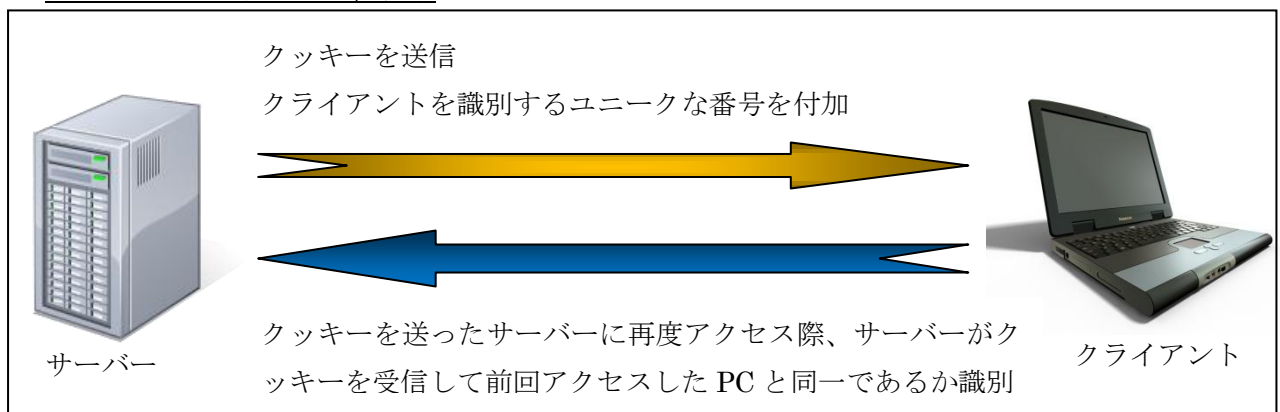 クッキーを送信
クライアントを識別するユニークな番号を付加
クッキーを送ったサーバーに再度アクセス際、サーバーがク
ッキーを受信して前回アクセスした PC と同一であるか識別
サーバー
クライアント